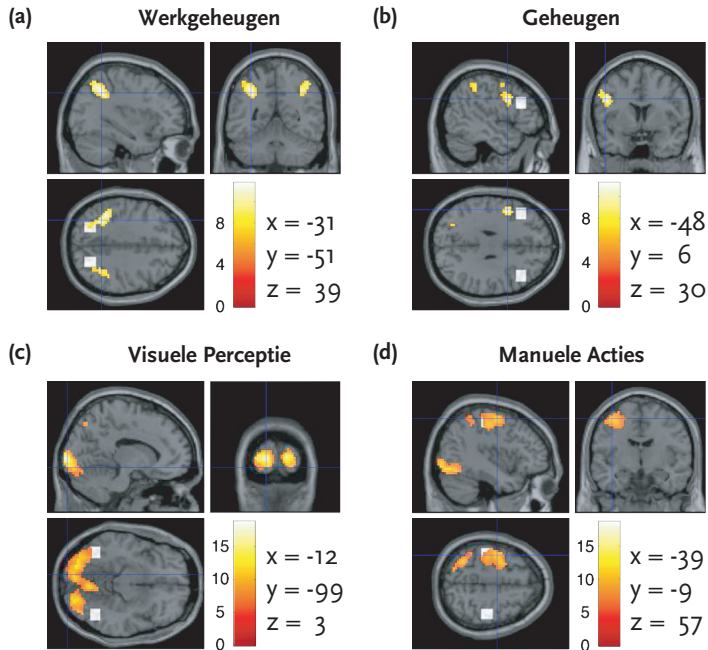 (a) Werkgeheugen
(b) Geheugen
8
4
0
x = -31
y = -51
z = 39
8
4
0
x = -48
y = 6
z = 30
(c) Visuele Perceptie
(d) Manuele Acties
15
10
5
0
x = -12
y = -99
z = 3
15
10
5
0
x = -39
y = -9
z = 57